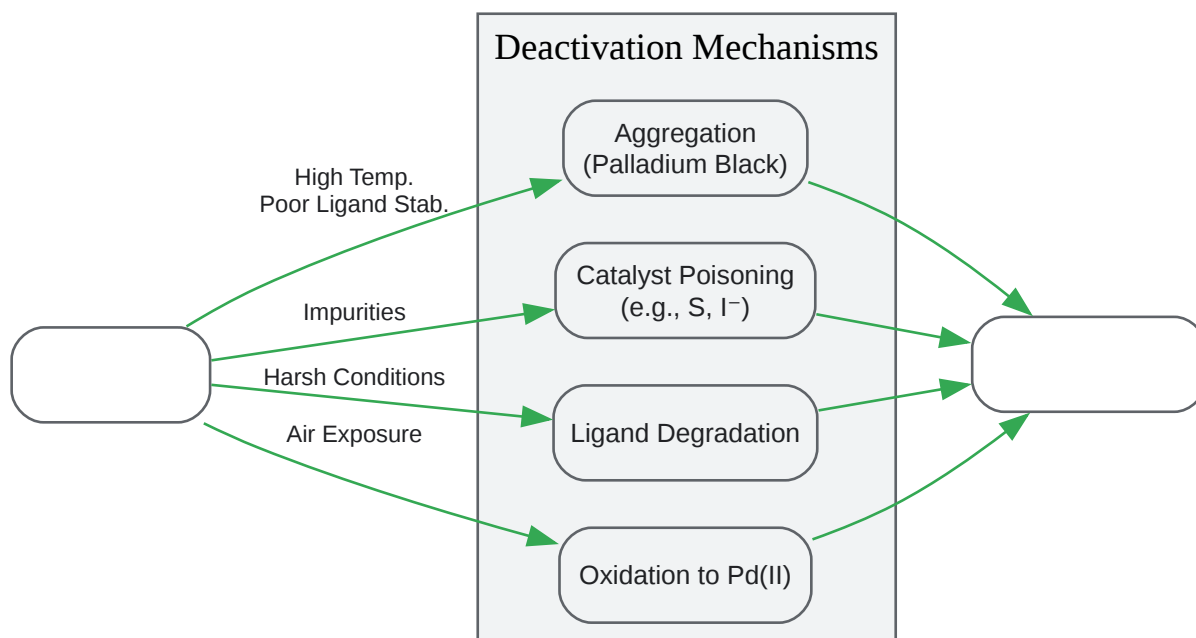 Deactivation Mechanisms
Aggregation
(Palladium Black)
High Temp.
Poor Ligand Stab.
Catalyst Poisoning
(e.g., S, I⁻)
Impurities
Harsh Conditions
Air Exposure
Ligand Degradation
Oxidation to Pd(II)